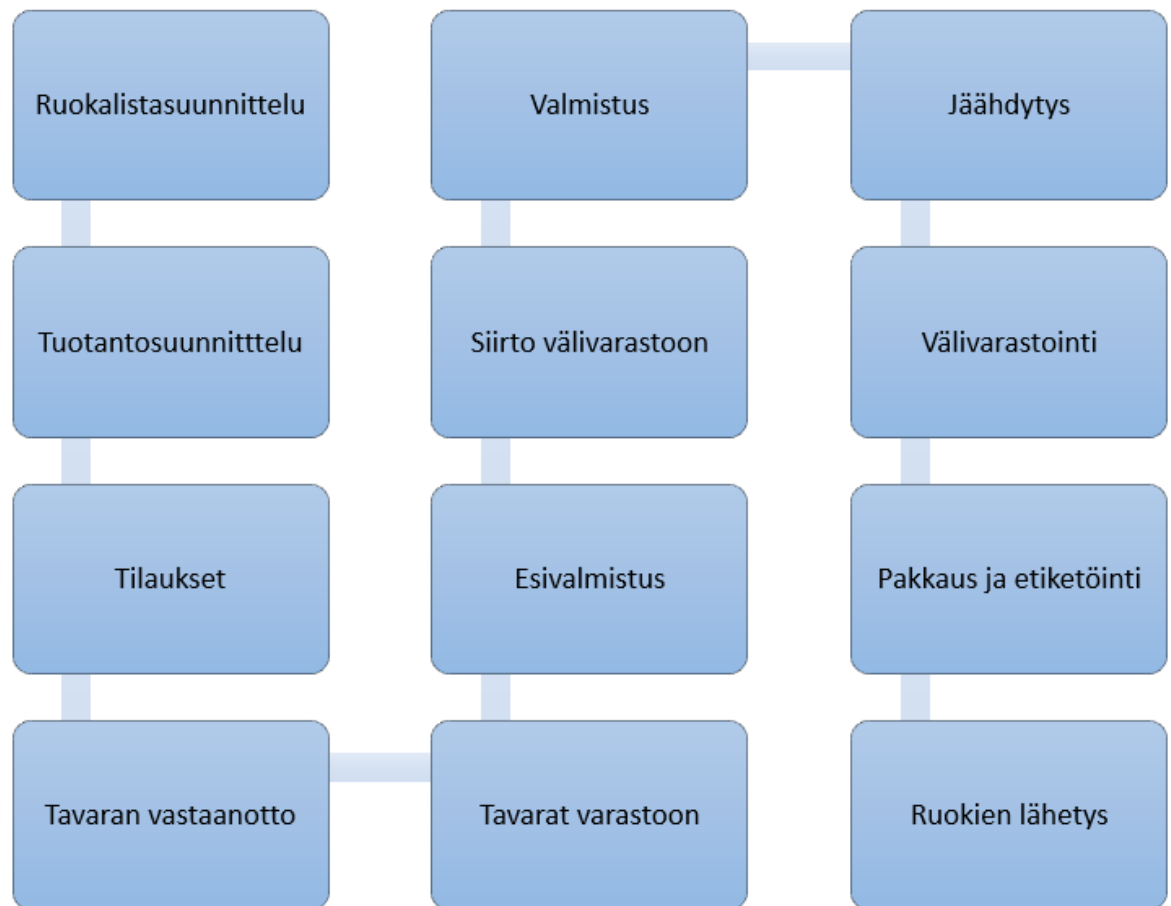 Ruokalistasuunnittelu
Tuotantosuunnitttelu
Tilaukset
Tavaran vastaanotto
Tavarat varastoon
Esivalmistus
Siirto välivarastoon
Valmistus
Jäähdytys
Välivarastointi
Pakkaus ja etiketöinti
Ruokien lähetys